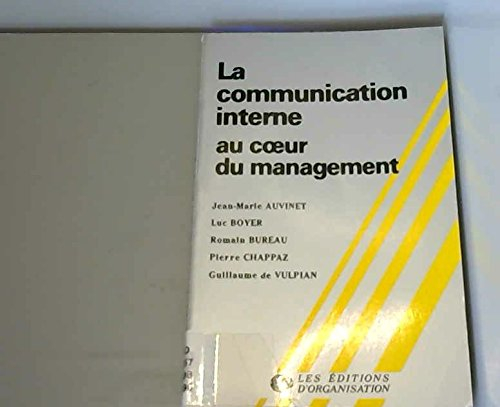 La
communication
interne
au cœur
du management
Jean-Marie AUVINET
Luc BOYER
Romain BUREAU
Pierre CHAPPAZ
Guillaume de VULPIAN
LES ÉDITIONS
D'ORGANISATION